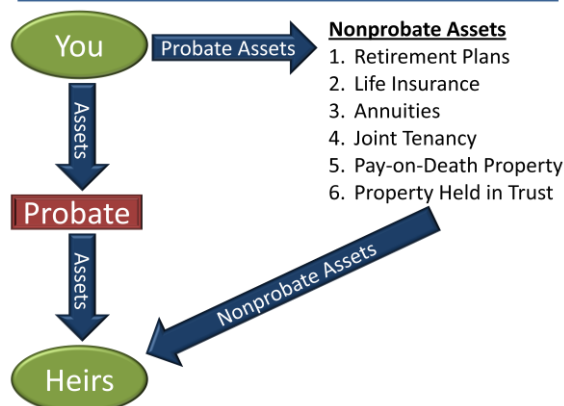 You
Probate Assets
Nonprobate Assets
1. Retirement Plans
2. Life Insurance
3. Annuities
4. Joint Tenancy
5. Pay-on-Death Property
6. Property Held in Trust
Assets
Probate
Assets
Nonprobate Assets
Heirs